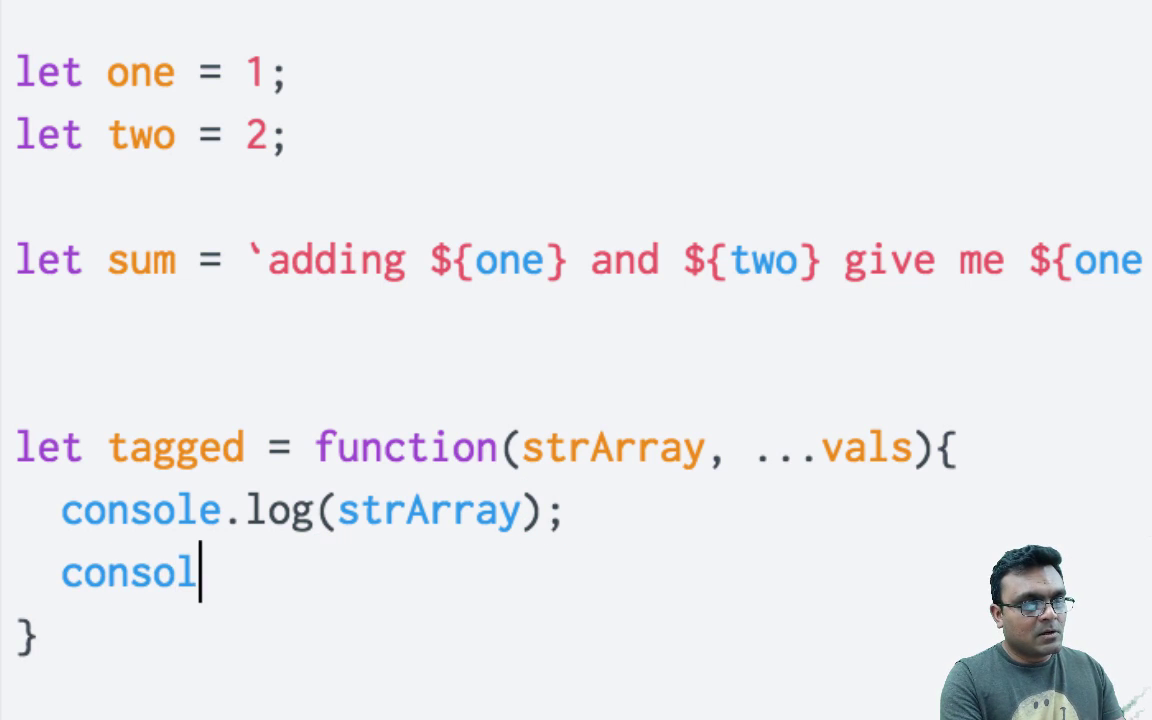 let one = 1;
let two = 2;
let sum = `adding ${one} and ${two} give me ${one
let tagged = function(strArray, ...vals){
  console.log(strArray);
  consol
}